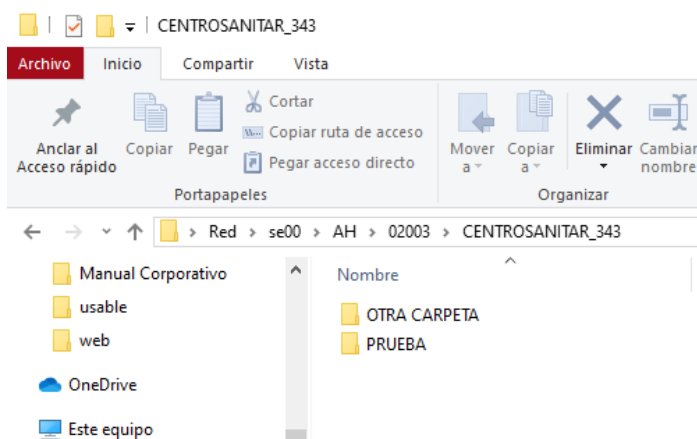 CENTROSANITAR_343
Archivo Inicio Compartir Vista
Anclar al Acceso rápido
Copiar
Pegar
Cortar
Copiar ruta de acceso
Pegar acceso directo
Mover a
Copiar a
Eliminar
Cambiar nombre
Portapapeles
Organizar
Red > se00 > AH > 02003 > CENTROSANITAR_343
Manual Corporativo
usable
web
OneDrive
Este equipo
Nombre
OTRA CARPETA
PRUEBA